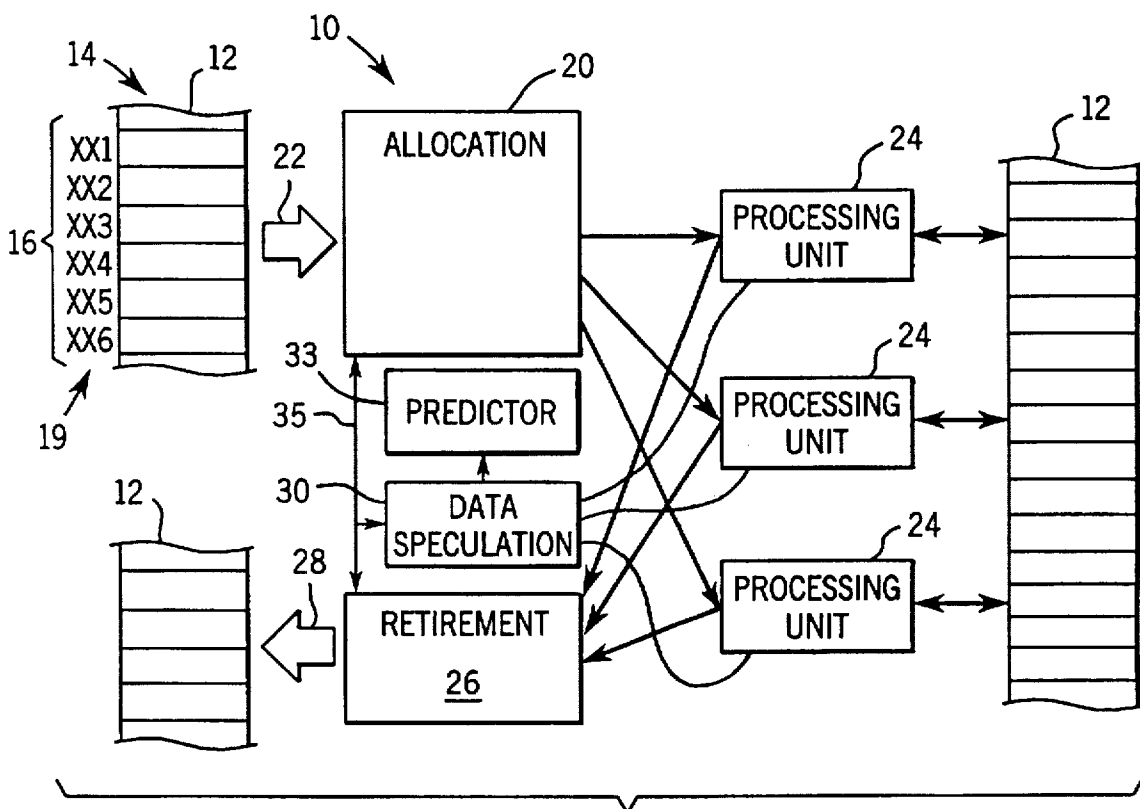 10
14
12
20
ALLOCATION
22
16
XX1
XX2
XX3
XX4
XX5
XX6
19
24
PROCESSING
UNIT
12
24
PROCESSING
UNIT
33
PREDICTOR
35
30
DATA
SPECULATION
24
PROCESSING
UNIT
12
28
RETIREMENT
26